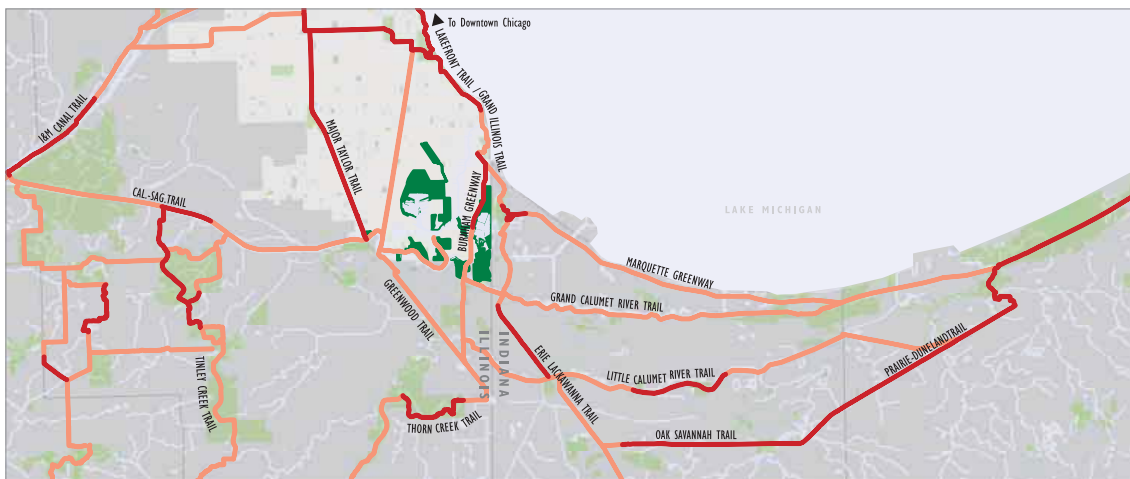 To Downtown Chicago
LAKEFRONT TRAIL / GRAND ILLINOIS TRAIL
I&M CANAL TRAIL
MAJOR TAYLOR TRAIL
CAL.-SAG.TRAIL
BURNHAM GREENWAY
LAKE MICHIGAN
MARQUETTE GREENWAY
GRAND CALUMET RIVER TRAIL
GREENWOOD TRAIL
ILLINOIS
INDIANA
ERIE LACKAWANNA TRAIL
LITTLE CALUMET RIVER TRAIL
PRAIRIE-DUNELANDTRAIL
TINLEY CREEK TRAIL
THORN CREEK TRAIL
OAK SAVANNAH TRAIL